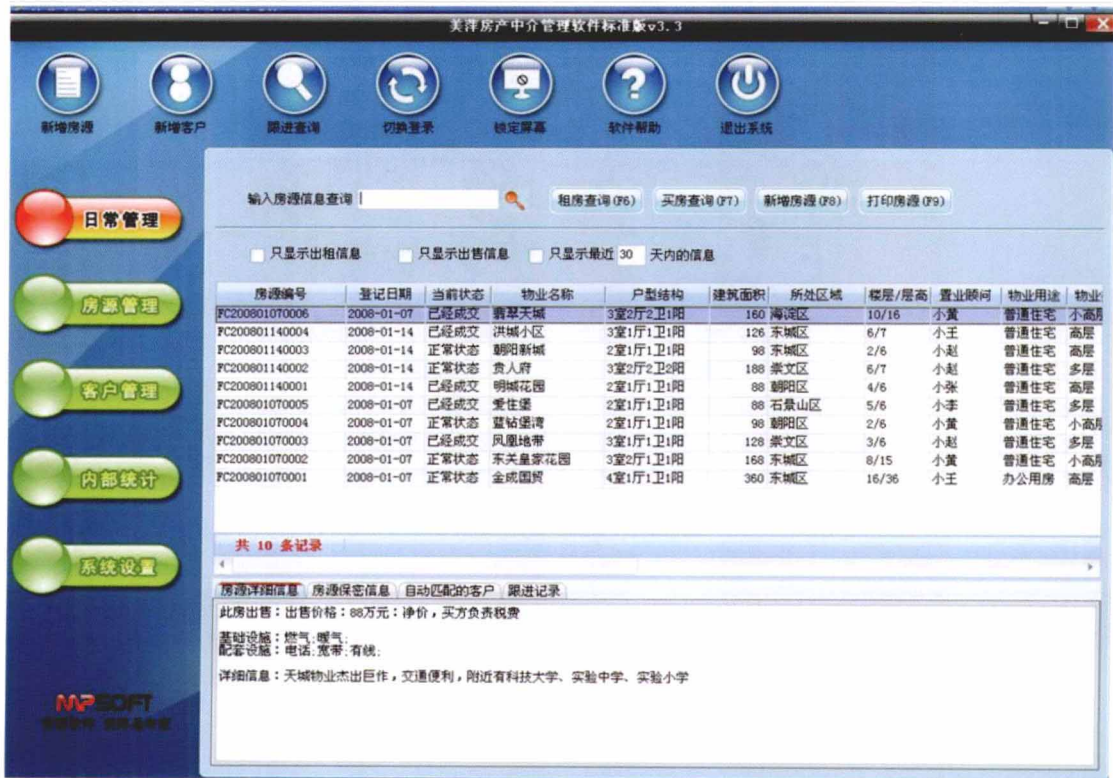 美萍房产中介管理软件标准版v3.3
新增房源 新增客户 跟进查询 切换登录 锁定屏幕 软件帮助 退出系统
日常管理
房源管理
客户管理
内部统计
系统设置
输入房源信息查询 租房查询(F6) 买房查询(F7) 新增房源(F8) 打印房源(F9)
只显示出租信息 只显示出售信息 只显示最近 30 天内的信息
房源编号 登记日期 当前状态 物业名称 户型结构 建筑面积 所处区域 楼层/层高 置业顾问 物业用途 物业
FC200801070006 2008-01-07 已经成交 翡翠天城 3室2厅2卫1阳 160 海淀区 10/16 小黄 普通住宅 小高层
FC200801140004 2008-01-14 已经成交 洪城小区 3室1厅1卫1阳 126 东城区 6/7 小王 普通住宅 高层
FC200801140003 2008-01-14 正常状态 朝阳新城 2室1厅1卫1阳 98 东城区 2/6 小赵 普通住宅 高层
FC200801140002 2008-01-14 正常状态 贵人府 3室2厅2卫2阳 188 崇文区 6/7 小赵 普通住宅 多层
FC200801140001 2008-01-14 已经成交 明城花园 2室1厅1卫1阳 88 朝阳区 4/6 小张 普通住宅 高层
FC200801070005 2008-01-07 已经成交 爱住堡 2室1厅1卫1阳 88 石景山区 5/6 小李 普通住宅 多层
FC200801070004 2008-01-07 正常状态 蓝钻堡湾 2室1厅1卫1阳 98 朝阳区 2/6 小黄 普通住宅 小高层
FC200801070003 2008-01-07 已经成交 凤凰地带 3室1厅1卫1阳 128 崇文区 3/6 小赵 普通住宅 多层
FC200801070002 2008-01-07 正常状态 东关皇家花园 3室2厅1卫1阳 168 东城区 8/15 小黄 普通住宅 小高层
FC200801070001 2008-01-07 正常状态 金成国贸 4室1厅1卫1阳 360 东城区 16/36 小王 办公用房 高层
共 10 条记录
房源详细信息 房源保密信息 自动匹配的客户 跟进记录
此房出售：出售价格：88万元：净价，买方负责税费
基础设施：燃气;暖气;
配套设施：电话;宽带;有线;
详细信息：天城物业杰出巨作，交通便利，附近有科技大学、实验中学、实验小学
MPSOFT